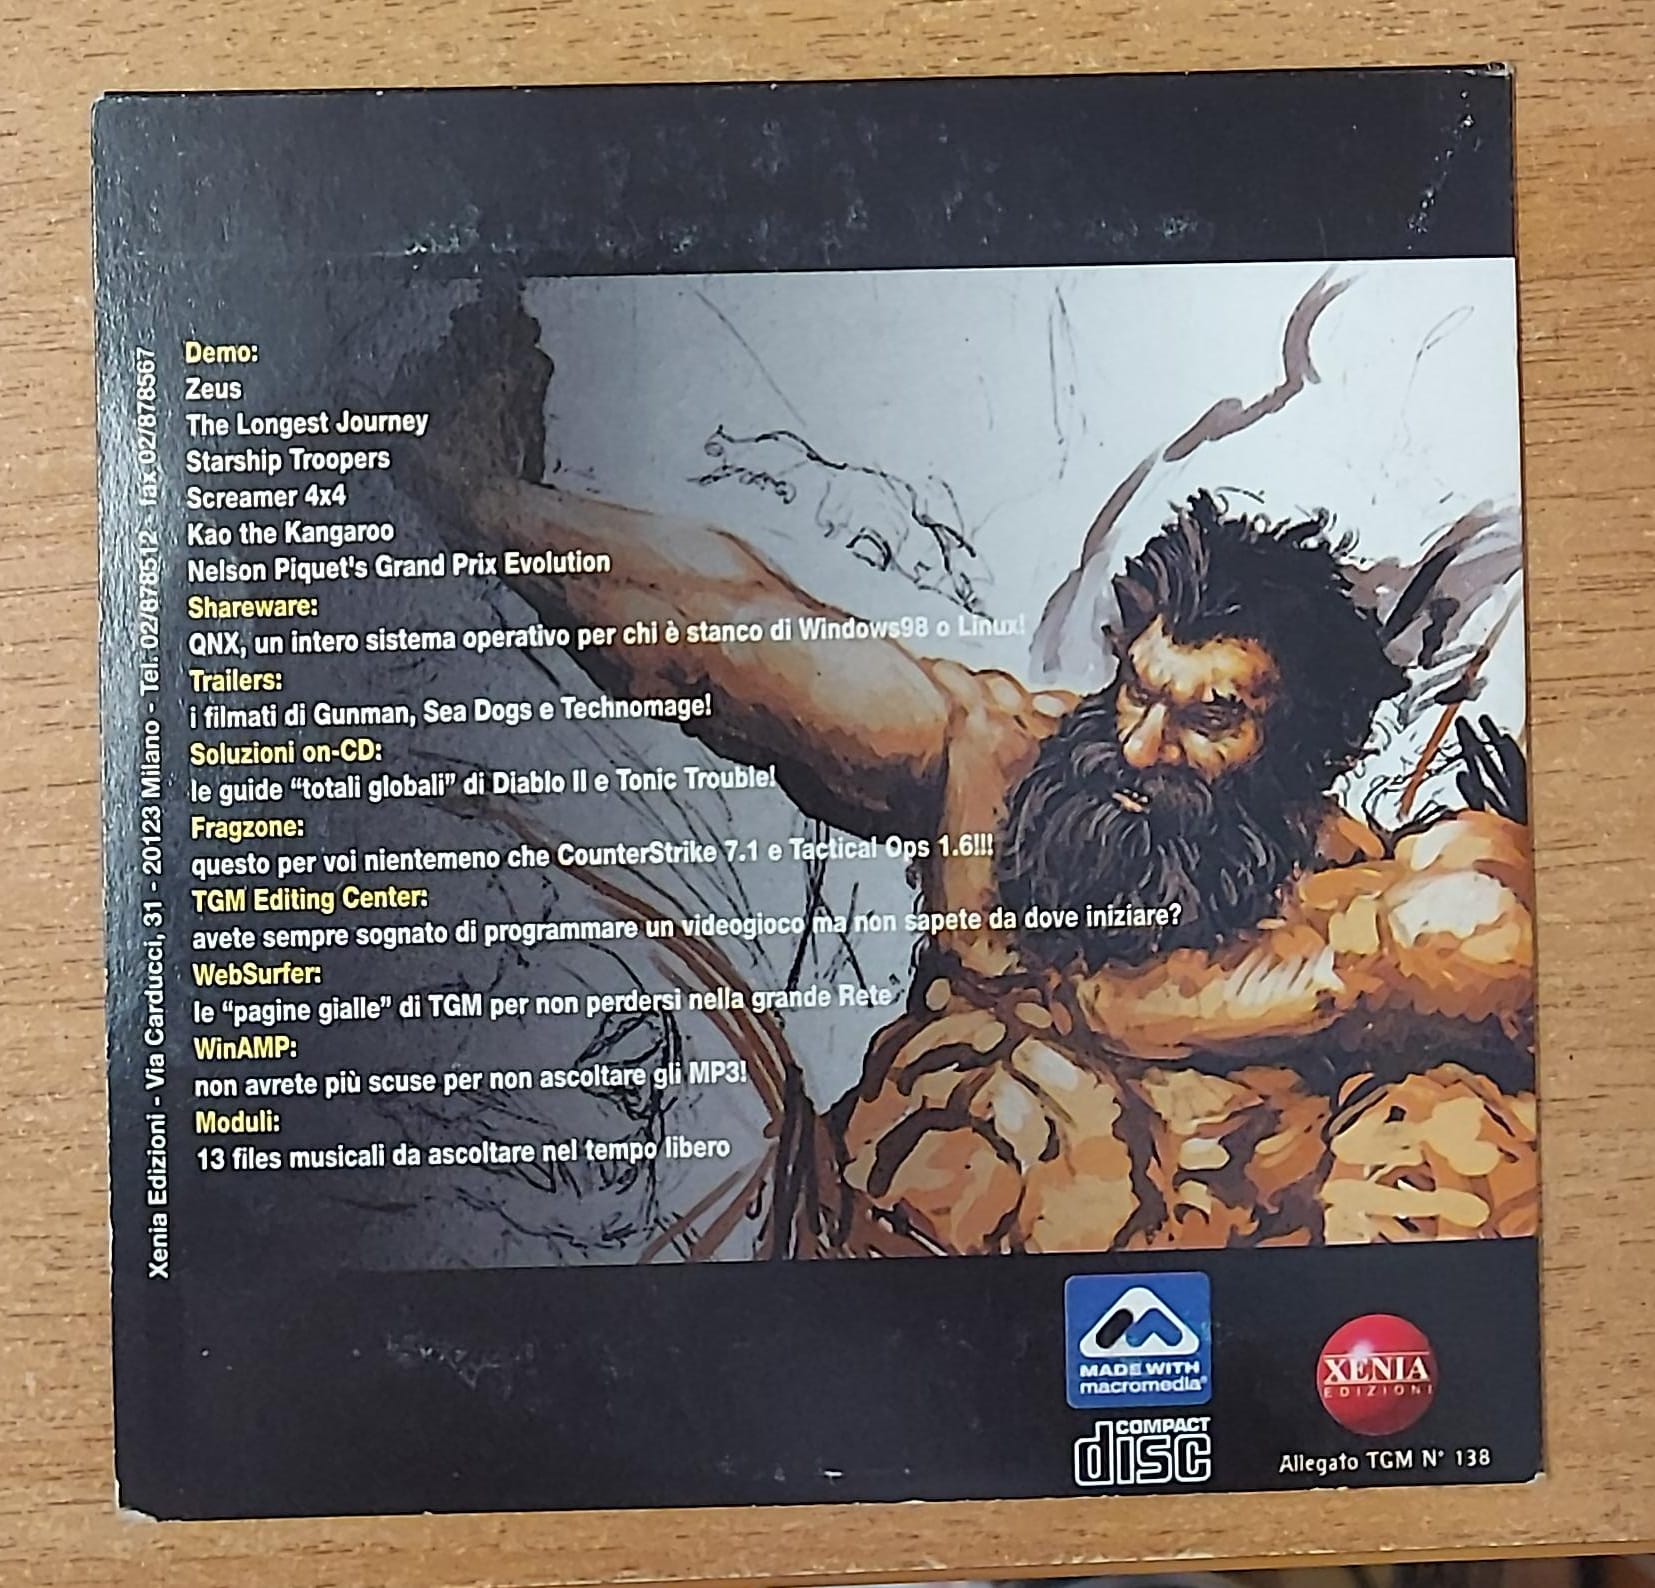 Demo:
Zeus
The Longest Journey
Starship Troopers
Screamer 4x4
Kao the Kangaroo
Nelson Piquet's Grand Prix Evolution
Shareware:
QNX, un intero sistema operativo per chi è stanco di Windows98 o Linux!
Trailers:
i filmati di Gunman, Sea Dogs e Technomage!
Soluzioni on-CD:
le guide “totali globali” di Diablo II e Tonic Trouble!
Fragzone:
questo per voi nientemeno che CounterStrike 7.1 e Tactical Ops 1.6!!!
TGM Editing Center:
avete sempre sognato di programmare un videogioco ma non sapete da dove iniziare?
WebSurfer:
le “pagine gialle” di TGM per non perdersi nella grande Rete
WinAMP:
non avrete più scuse per non ascoltare gli MP3!
Moduli:
13 files musicali da ascoltare nel tempo libero
Xenia Edizioni - Via Carducci, 31 - 20123 Milano - Tel. 02/878512 - fax 02/878567
MADE WITH
macromedia®
COMPACT
disc
XENIA
EDIZIONI
Allegato TGM N° 138